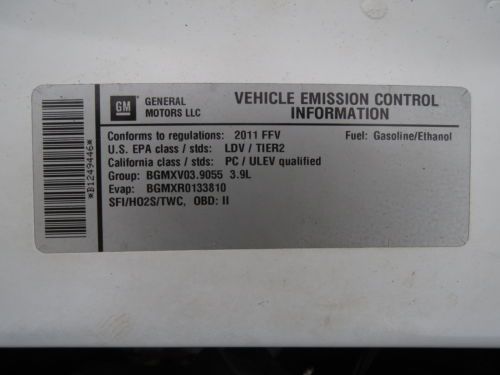 *B1249446*
GM GENERAL MOTORS LLC
VEHICLE EMISSION CONTROL
INFORMATION
Conforms to regulations: 2011 FFV Fuel: Gasoline/Ethanol
U.S. EPA class / stds: LDV / TIER2
California class / stds: PC / ULEV qualified
Group: BGMXV03.9055 3.9L
Evap: BGMXR0133810
SFI/HO2S/TWC, OBD: II